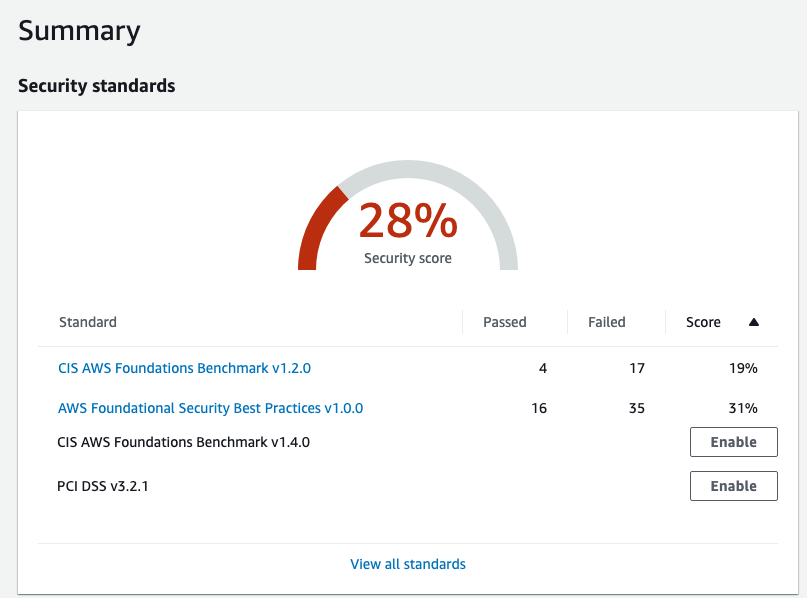 Summary
Security standards
28%
Security score
Standard Passed Failed Score
CIS AWS Foundations Benchmark v1.2.0 4 17 19%
AWS Foundational Security Best Practices v1.0.0 16 35 31%
CIS AWS Foundations Benchmark v1.4.0 Enable
PCI DSS v3.2.1 Enable
View all standards